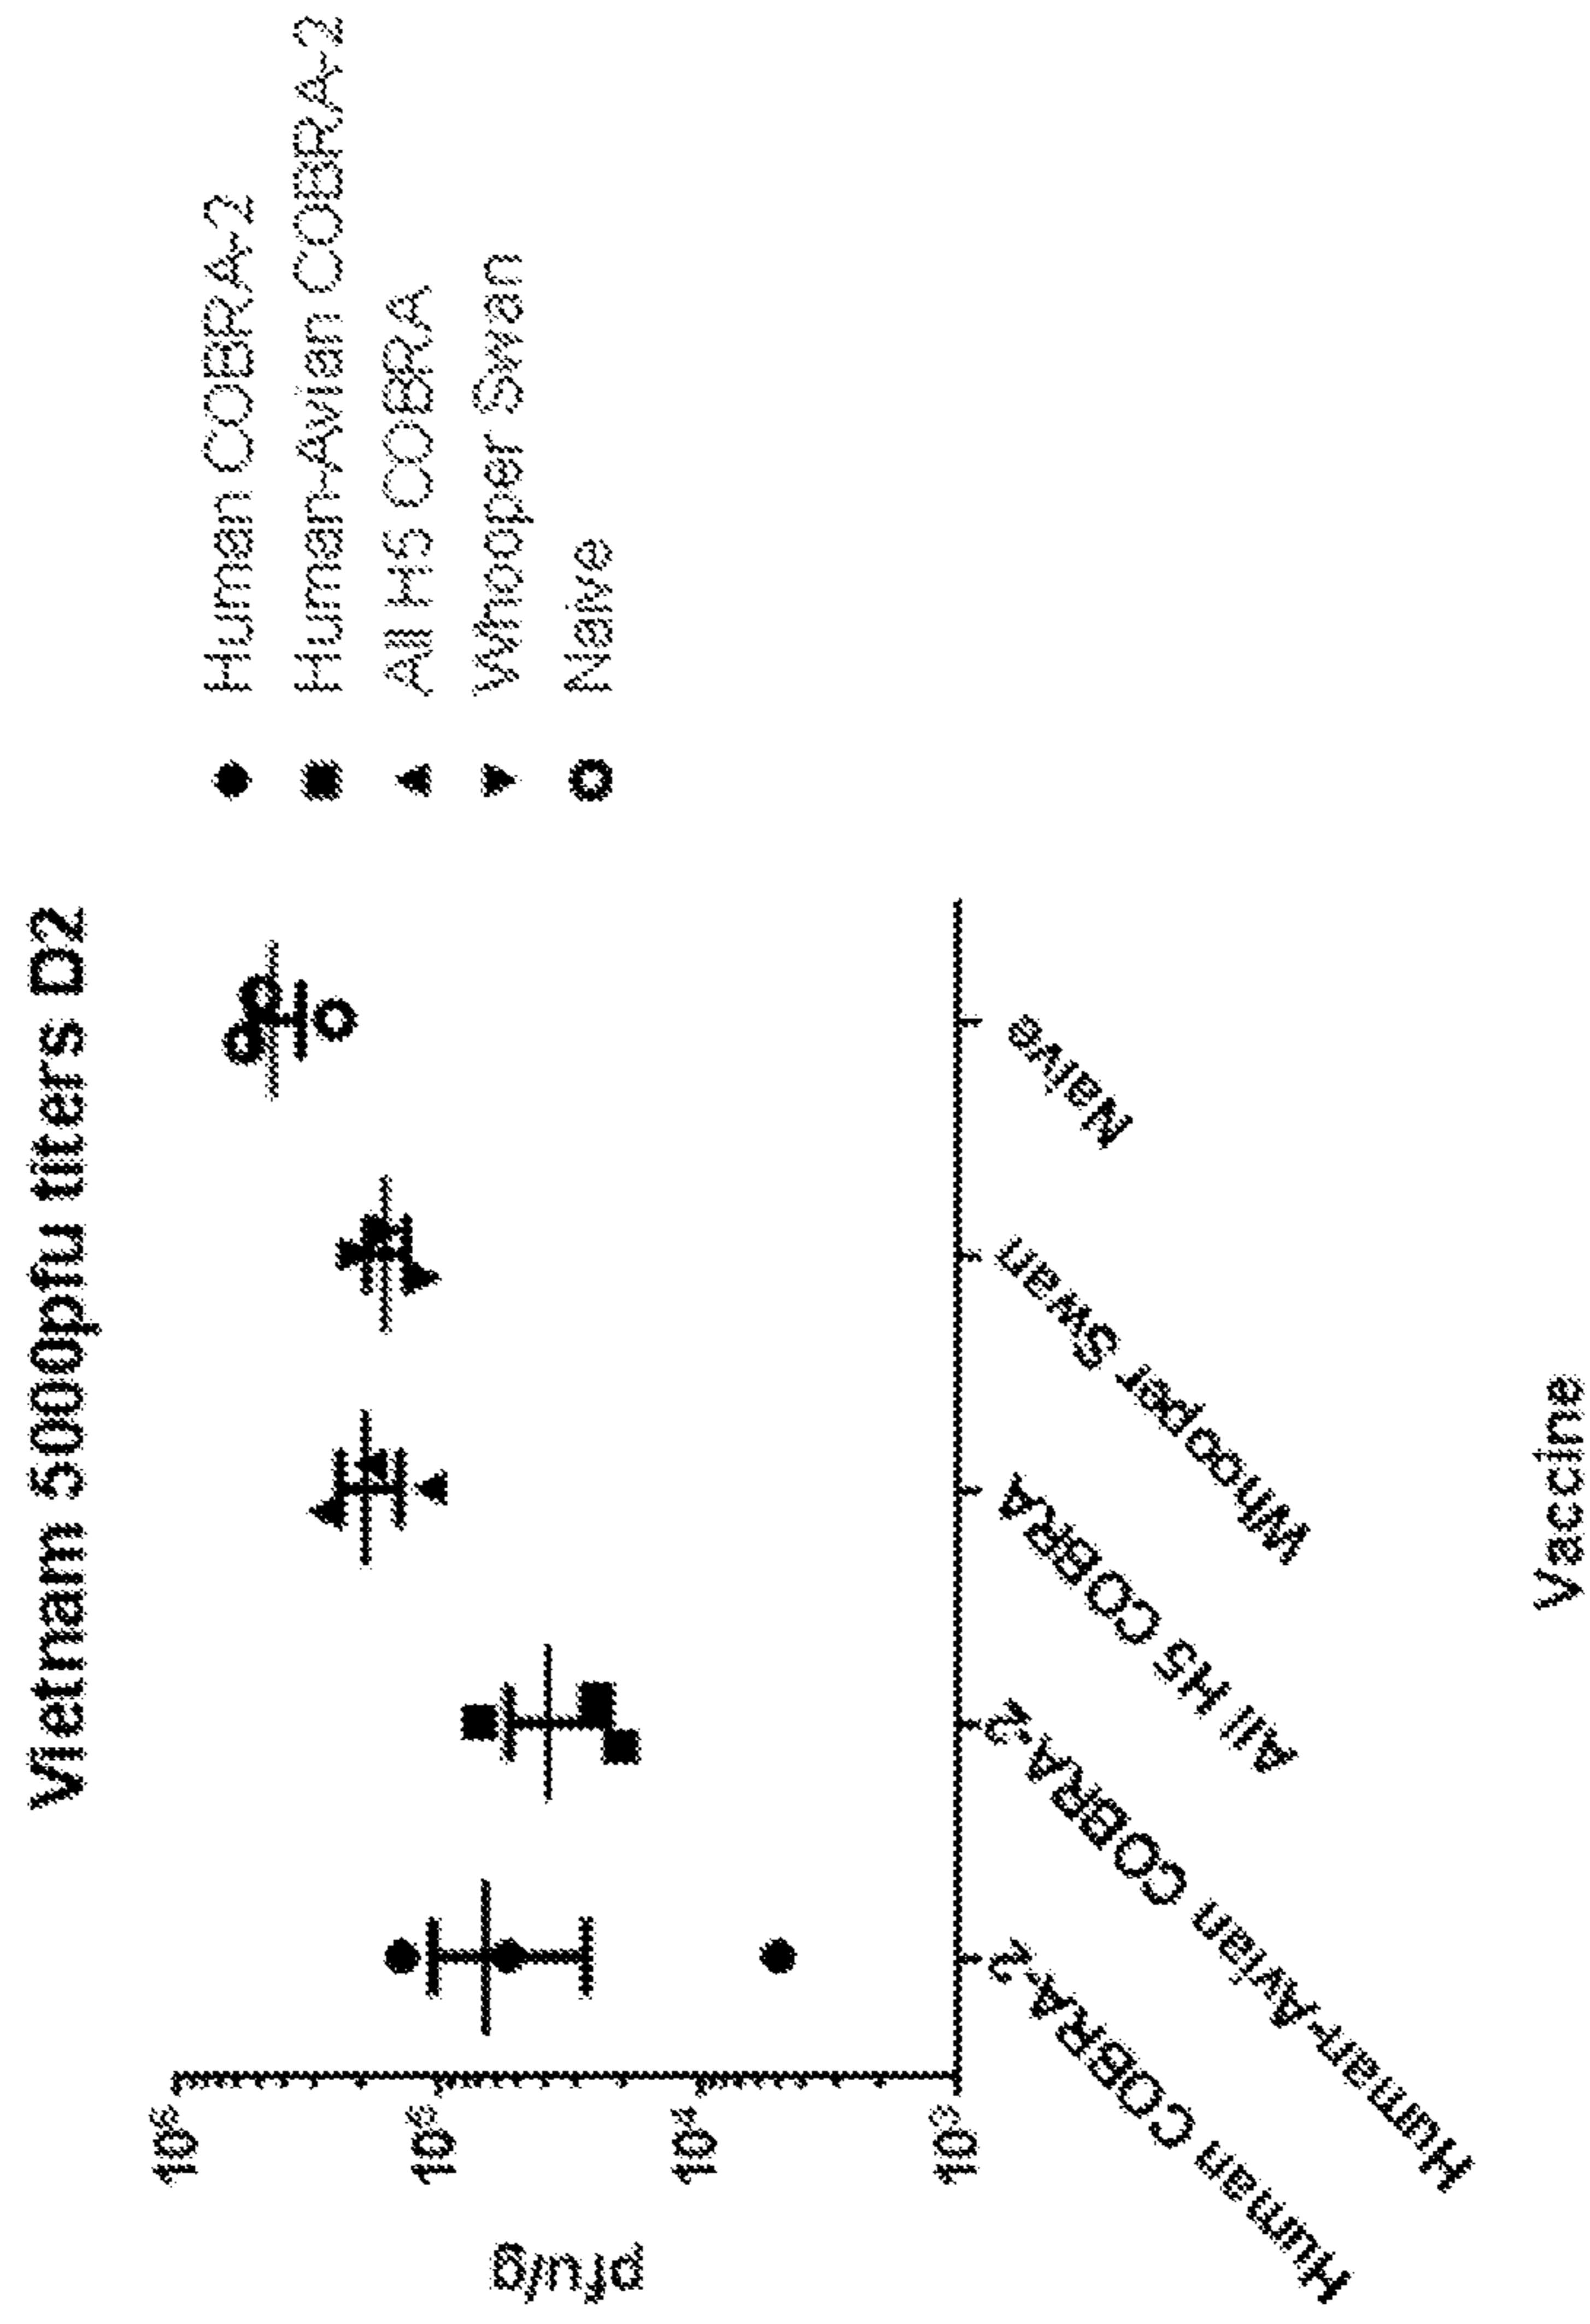 Vietnam 5000pfu titers D2
10⁶
10⁵
10⁴
10³
pfu/g
Human COBRA-2
Human-Avian COBRA-2
All H5 COBRA
Whooper Swan
Naive
Vaccine
Human COBRA-2
Human-Avian COBRA-2
All H5 COBRA
Whooper Swan
Naive